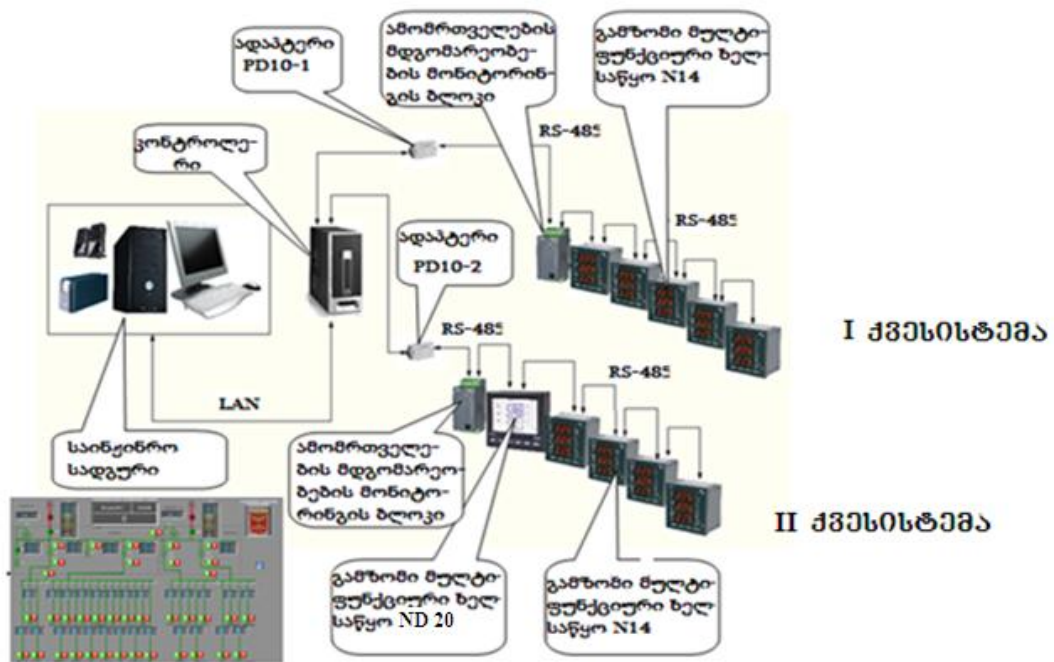 ადაპტერი
PD10-1
ამომრთველების
მდგომარეობე-
ბის მონიტორინ-
გის ბლოკი
გამზომი მულტი-
ფუნქციური ხელ-
საწყო N14
კონტროლე-
რი
RS-485
RS-485
ადაპტერი
PD10-2
I ქვესისტემა
RS-485
RS-485
LAN
საინჟინრო
სადგური
ამომრთველე-
ბის მდგომარეო-
ბების მონიტო-
რინგის ბლოკი
II ქვესისტემა
გამზომი მულტი-
ფუნქციური ხელ-
საწყო ND 20
გამზომი მულტი-
ფუნქციური ხელ-
საწყო N14